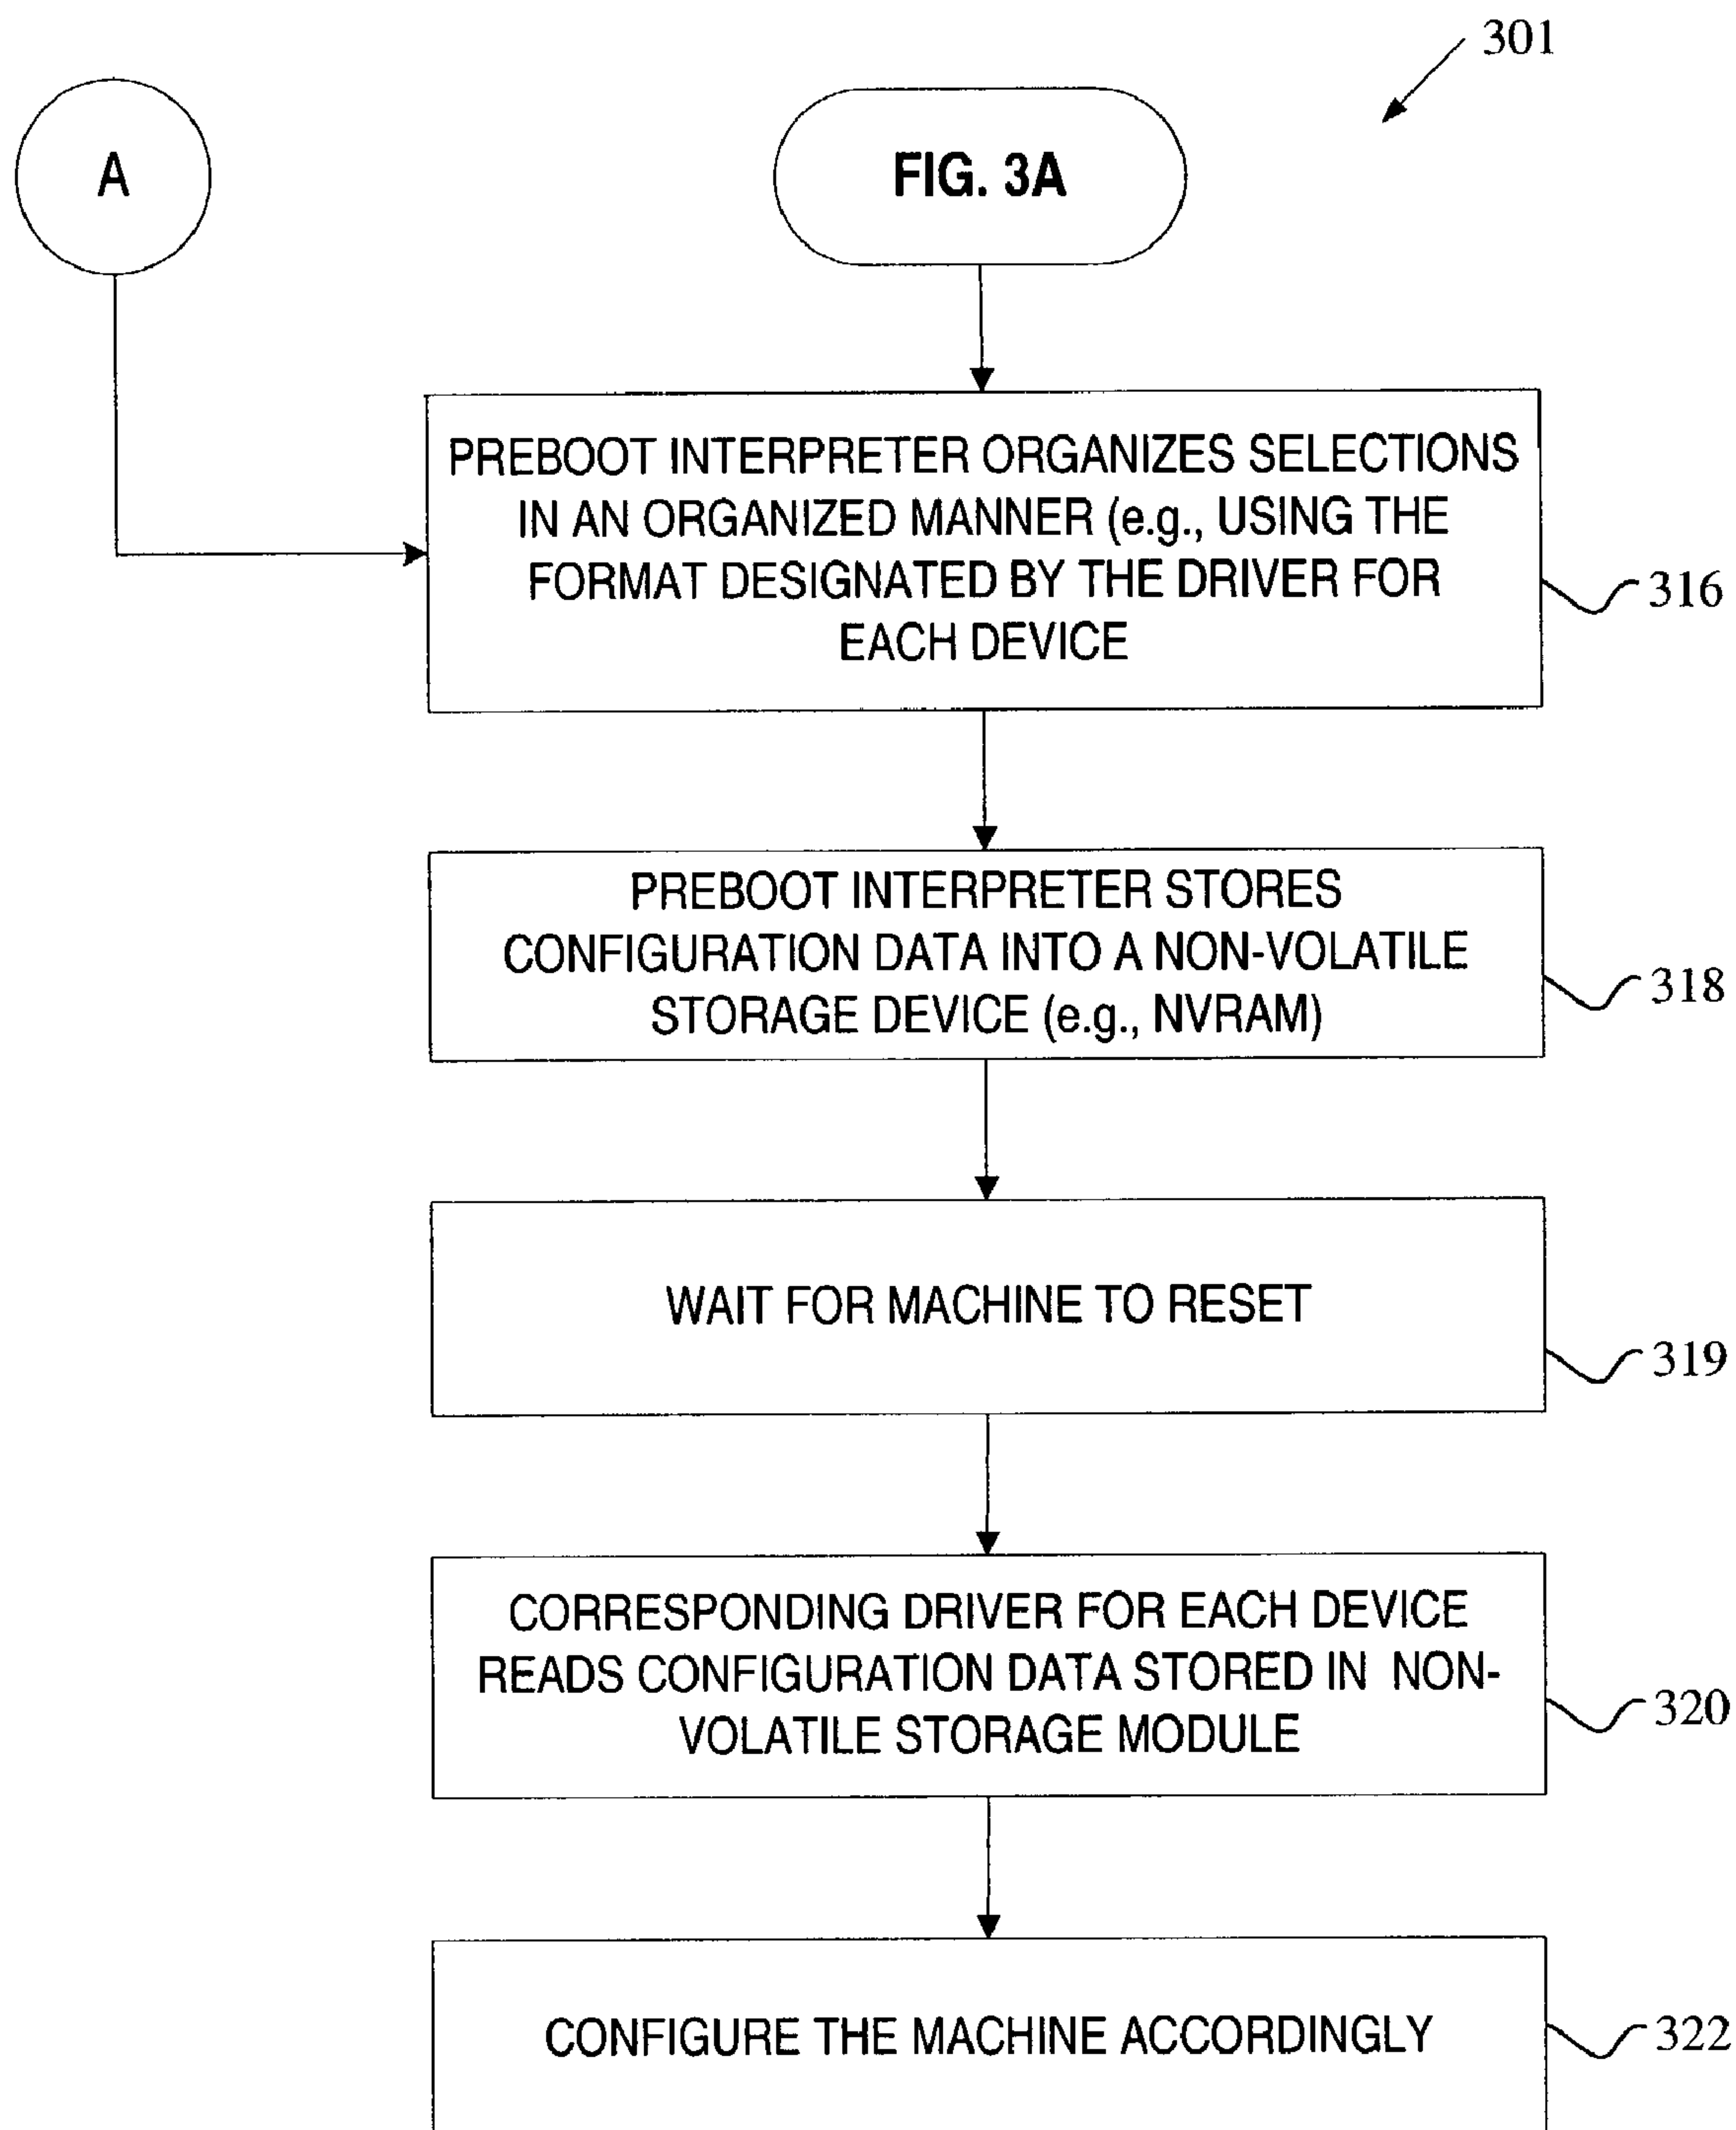 301
A
FIG. 3A
PREBOOT INTERPRETER ORGANIZES SELECTIONS
IN AN ORGANIZED MANNER (e.g., USING THE
FORMAT DESIGNATED BY THE DRIVER FOR
EACH DEVICE
316
PREBOOT INTERPRETER STORES
CONFIGURATION DATA INTO A NON-VOLATILE
STORAGE DEVICE (e.g., NVRAM)
318
WAIT FOR MACHINE TO RESET
319
CORRESPONDING DRIVER FOR EACH DEVICE
READS CONFIGURATION DATA STORED IN NON-
VOLATILE STORAGE MODULE
320
CONFIGURE THE MACHINE ACCORDINGLY
322